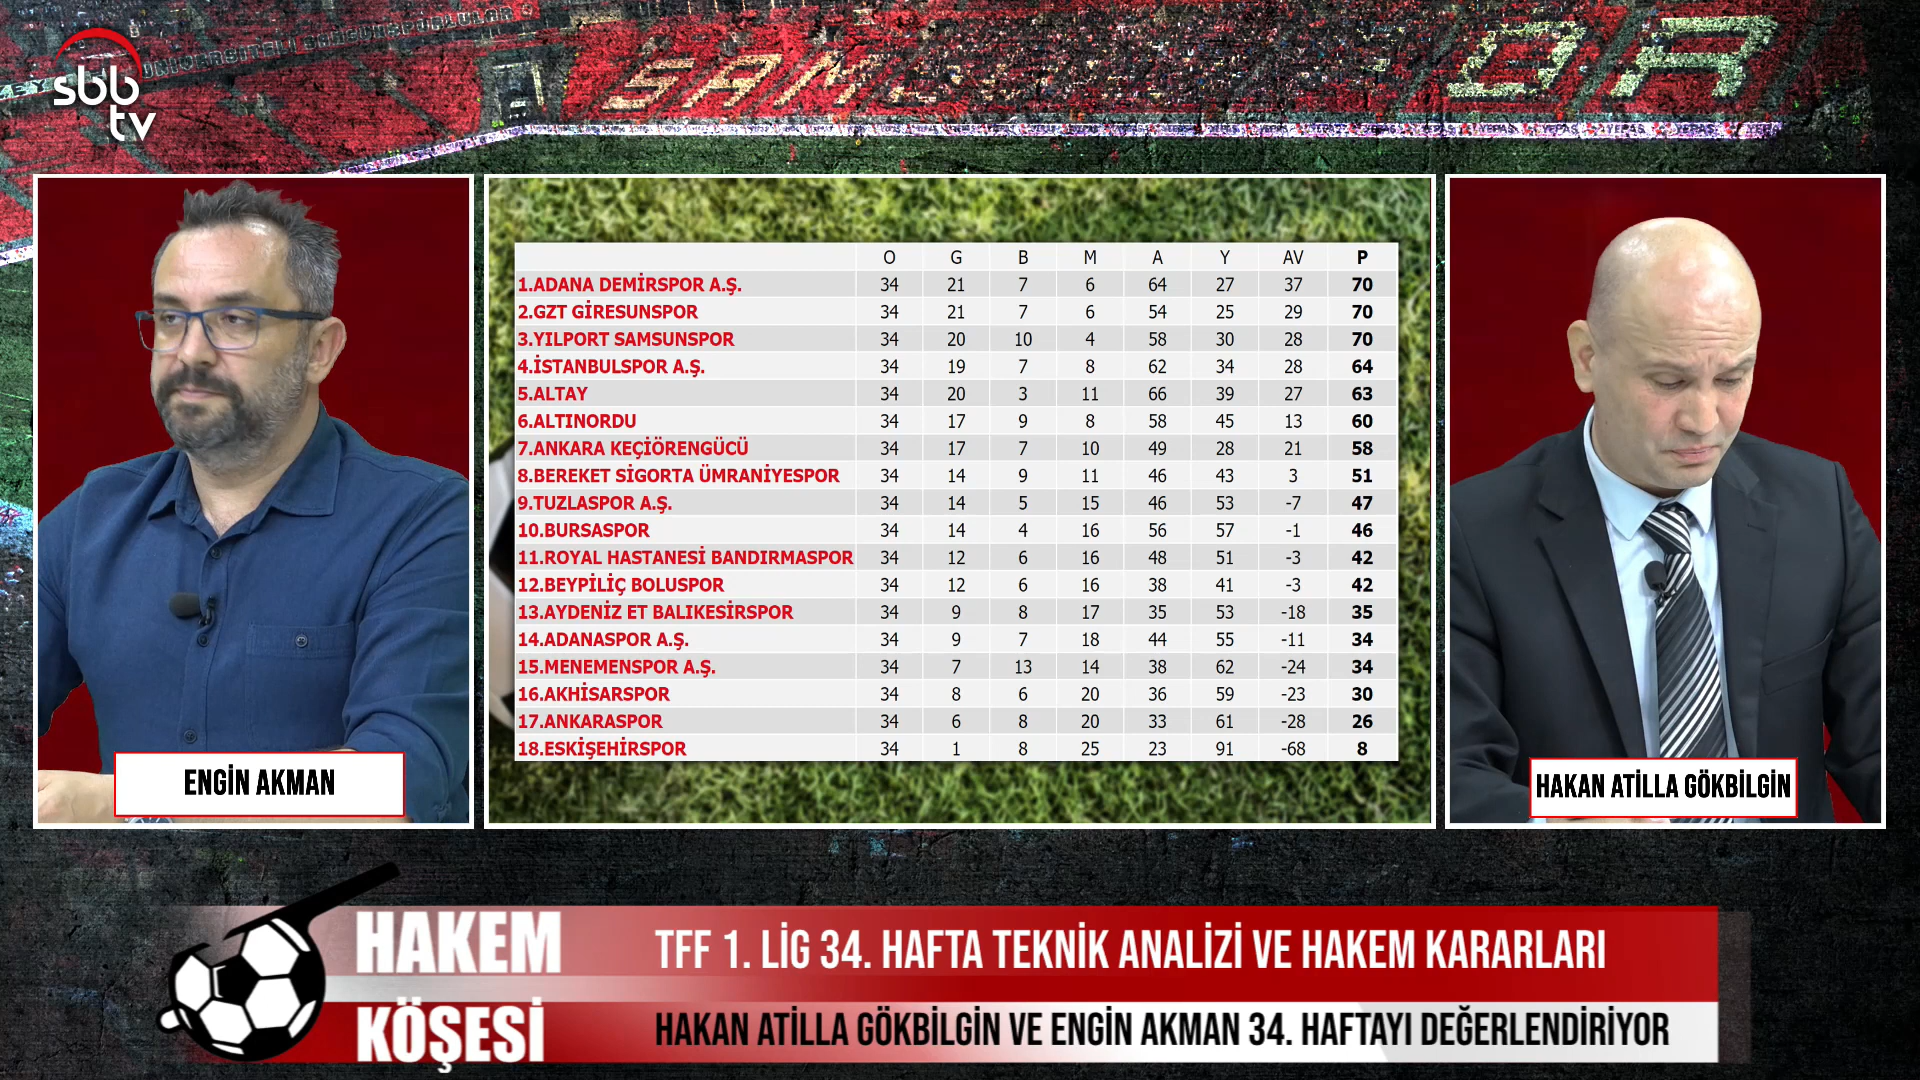 ÜNİVERSİTELİ SAMSUNSPORLULAR
sbb
tv
SAMS
OR
YEPAŞ
O G B M A Y AV P
1.ADANA DEMİRSPOR A.Ş. 34 21 7 6 64 27 37 70
2.GZT GİRESUNSPOR 34 21 7 6 54 25 29 70
3.YILPORT SAMSUNSPOR 34 20 10 4 58 30 28 70
4.İSTANBULSPOR A.Ş. 34 19 7 8 62 34 28 64
5.ALTAY 34 20 3 11 66 39 27 63
6.ALTINORDU 34 17 9 8 58 45 13 60
7.ANKARA KEÇİÖRENGÜCÜ 34 17 7 10 49 28 21 58
8.BEREKET SİGORTA ÜMRANİYESPOR 34 14 9 11 46 43 3 51
9.TUZLASPOR A.Ş. 34 14 5 15 46 53 -7 47
10.BURSASPOR 34 14 4 16 56 57 -1 46
11.ROYAL HASTANESİ BANDIRMASPOR 34 12 6 16 48 51 -3 42
12.BEYPİLİÇ BOLUSPOR 34 12 6 16 38 41 -3 42
13.AYDENİZ ET BALIKESİRSPOR 34 9 8 17 35 53 -18 35
14.ADANASPOR A.Ş. 34 9 7 18 44 55 -11 34
15.MENEMENSPOR A.Ş. 34 7 13 14 38 62 -24 34
16.AKHİSARSPOR 34 8 6 20 36 59 -23 30
17.ANKARASPOR 34 6 8 20 33 61 -28 26
18.ESKİŞEHİRSPOR 34 1 8 25 23 91 -68 8
ENGİN AKMAN
HAKAN ATİLLA GÖKBİLGİN
HAKEM
KÖŞESİ
TFF 1. LİG 34. HAFTA TEKNİK ANALİZİ VE HAKEM KARARLARI
HAKAN ATİLLA GÖKBİLGİN VE ENGİN AKMAN 34. HAFTAYI DEĞERLENDİRİYOR